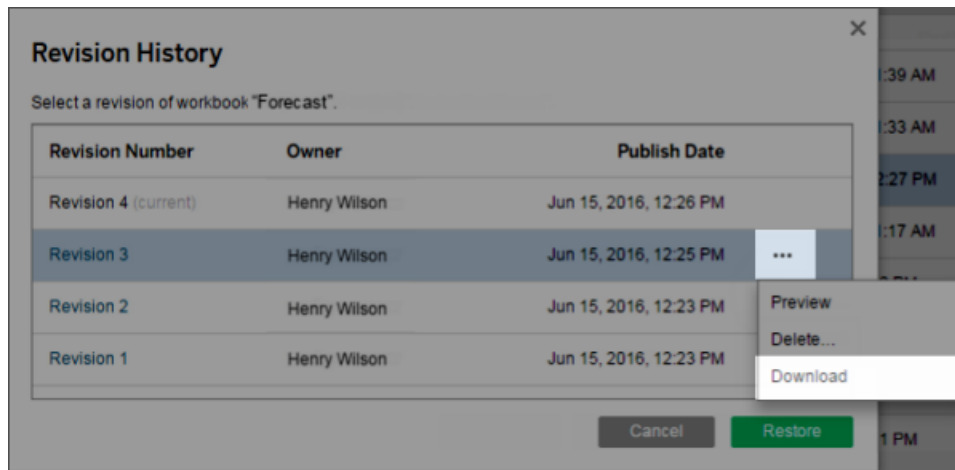 ×
Revision History
:39 AM
Select a revision of workbook "Forecast".
:33 AM
Revision Number Owner Publish Date
2:27 PM
Revision 4 (current) Henry Wilson Jun 15, 2016, 12:26 PM
:17 AM
Revision 3 Henry Wilson Jun 15, 2016, 12:25 PM ...
Revision 2 Henry Wilson Jun 15, 2016, 12:23 PM
Preview
Delete...
Revision 1 Henry Wilson Jun 15, 2016, 12:23 PM
Download
Cancel Restore
1 PM